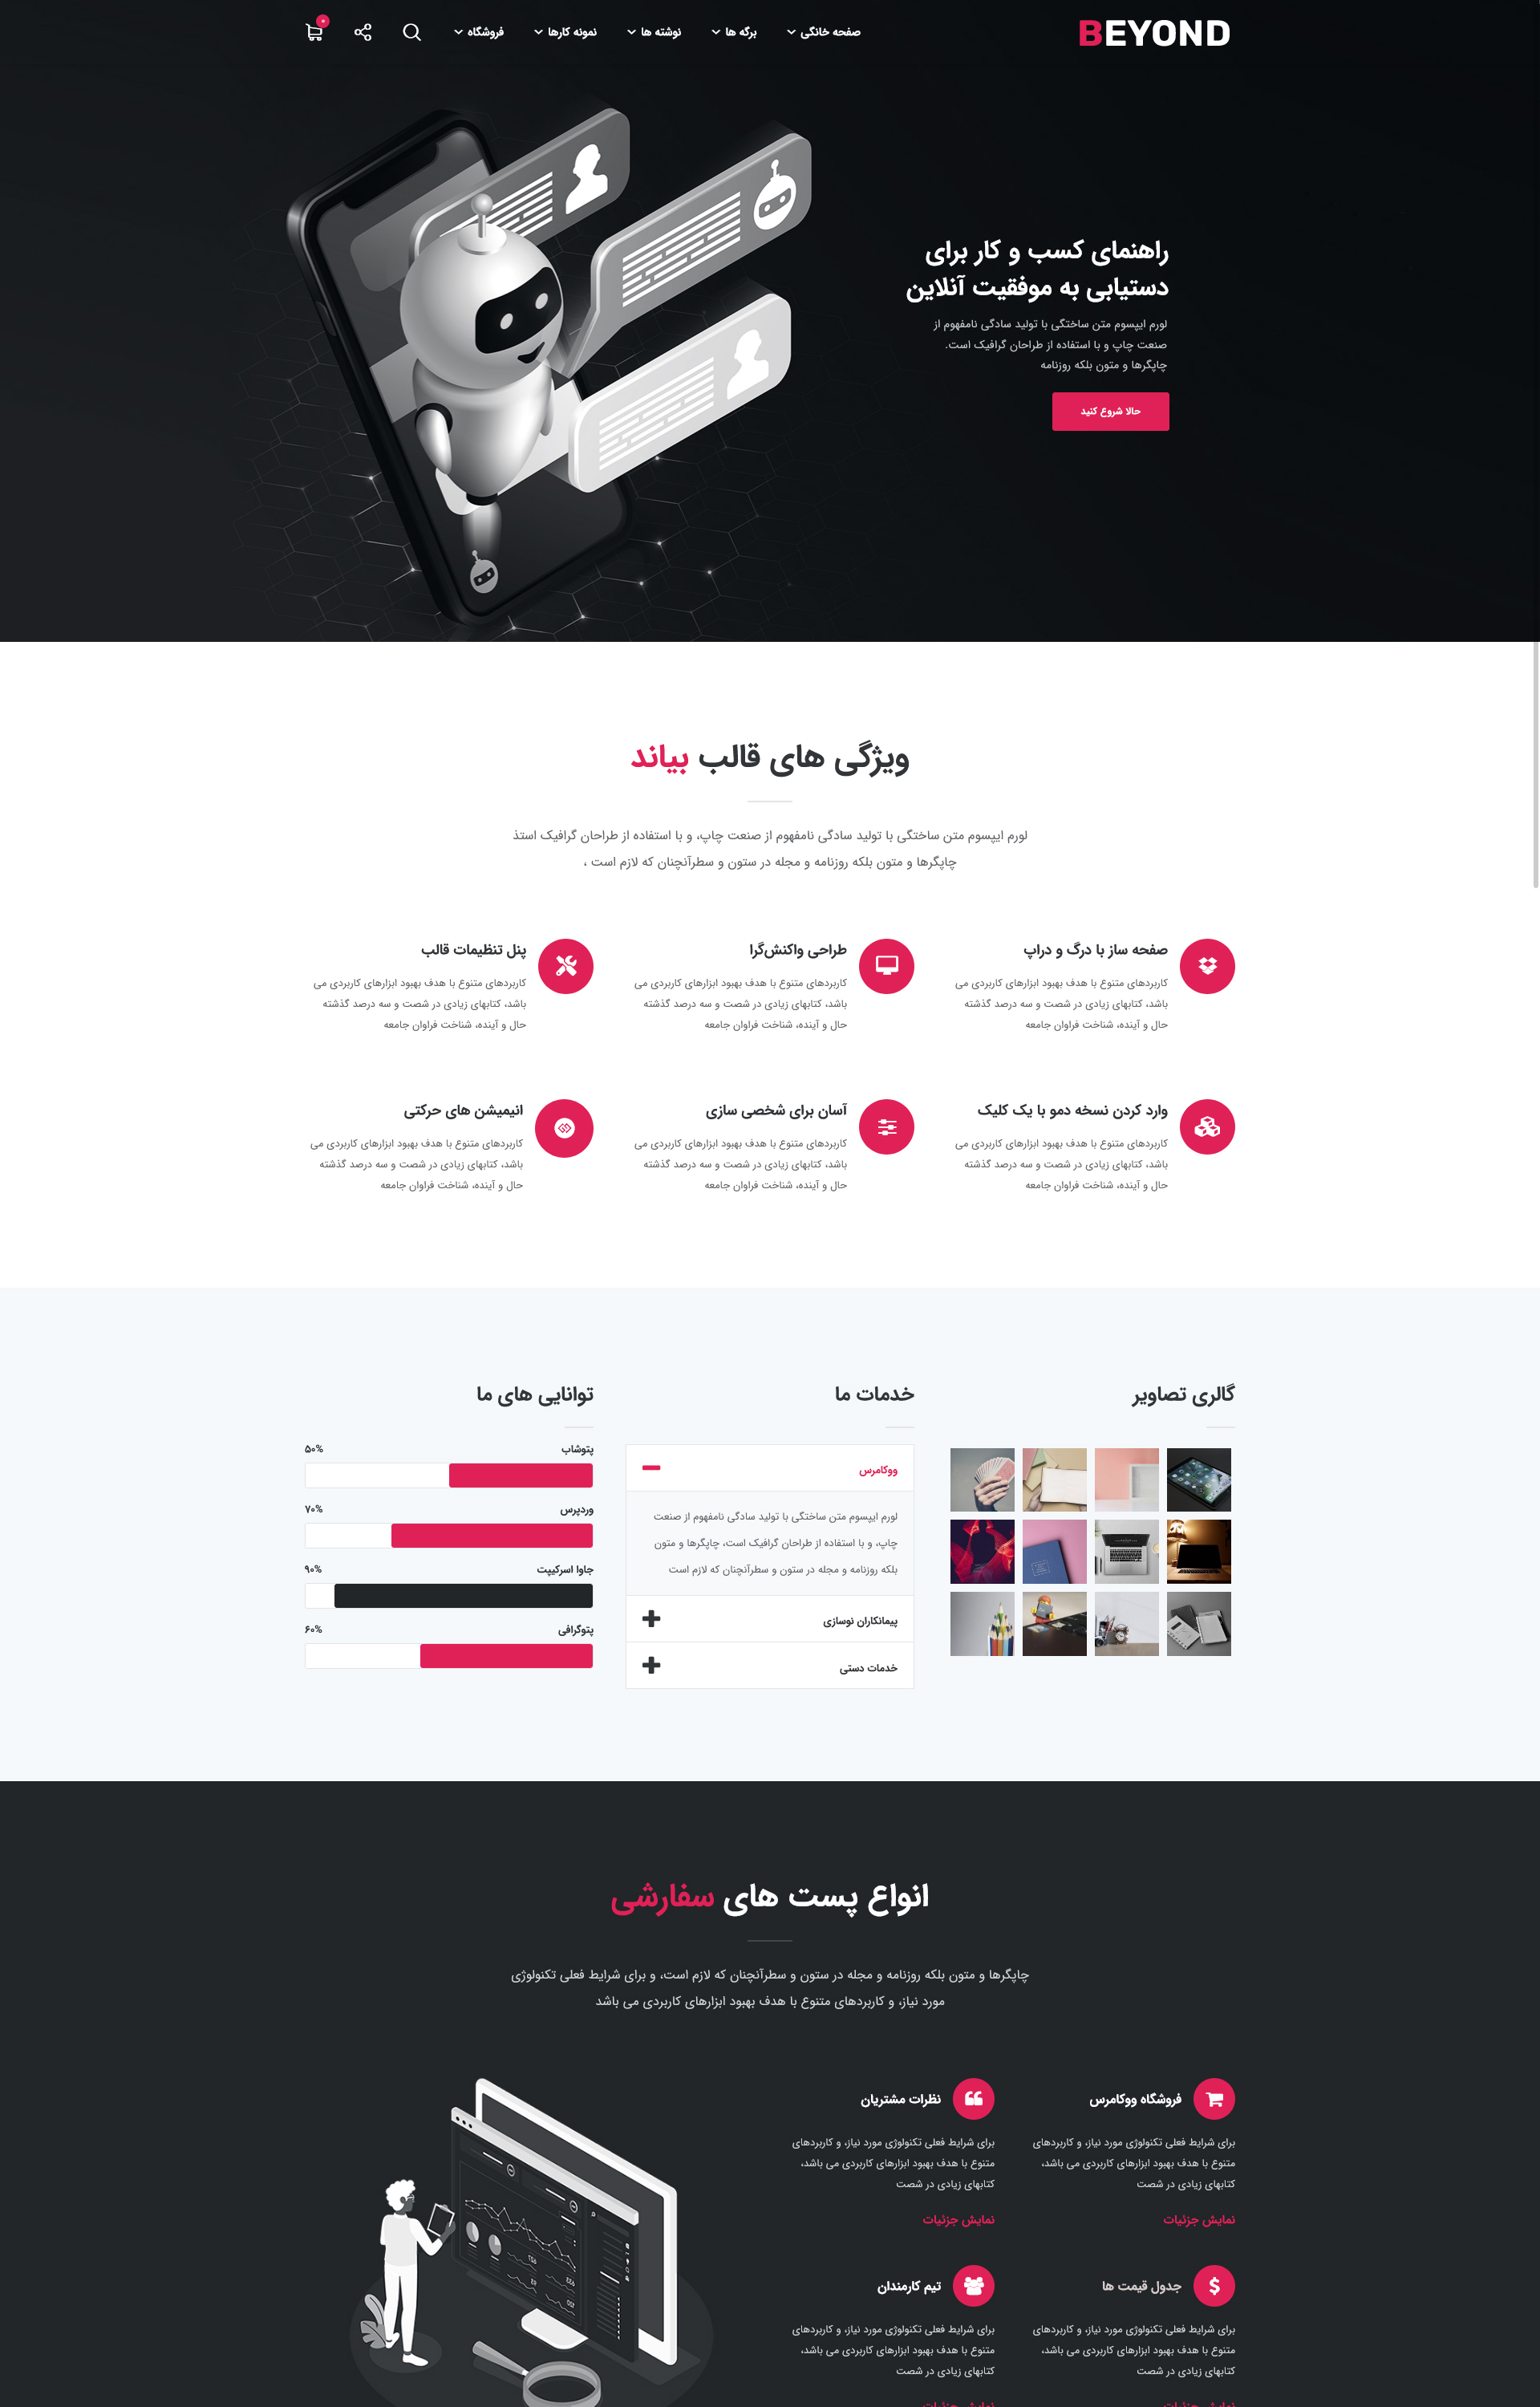 BEYOND
صفحه خانگی
برگه ها
نوشته ها
نمونه کارها
فروشگاه
۰
راهنمای کسب و کار برای
دستیابی به موفقیت آنلاین
لورم ایپسوم متن ساختگی با تولید سادگی نامفهوم از
صنعت چاپ و با استفاده از طراحان گرافیک است.
چاپگرها و متون بلکه روزنامه
حالا شروع کنید
ویژگی های قالب بیاند
لورم ایپسوم متن ساختگی با تولید سادگی نامفهوم از صنعت چاپ، و با استفاده از طراحان گرافیک استذ
چاپگرها و متون بلکه روزنامه و مجله در ستون و سطرآنچنان که لازم است ،
صفحه ساز با درگ و دراپ
کاربردهای متنوع با هدف بهبود ابزارهای کاربردی می
باشد، کتابهای زیادی در شصت و سه درصد گذشته
حال و آینده، شناخت فراوان جامعه
طراحی واکنش‌گرا
کاربردهای متنوع با هدف بهبود ابزارهای کاربردی می
باشد، کتابهای زیادی در شصت و سه درصد گذشته
حال و آینده، شناخت فراوان جامعه
پنل تنظیمات قالب
کاربردهای متنوع با هدف بهبود ابزارهای کاربردی می
باشد، کتابهای زیادی در شصت و سه درصد گذشته
حال و آینده، شناخت فراوان جامعه
وارد کردن نسخه دمو با یک کلیک
کاربردهای متنوع با هدف بهبود ابزارهای کاربردی می
باشد، کتابهای زیادی در شصت و سه درصد گذشته
حال و آینده، شناخت فراوان جامعه
آسان برای شخصی سازی
کاربردهای متنوع با هدف بهبود ابزارهای کاربردی می
باشد، کتابهای زیادی در شصت و سه درصد گذشته
حال و آینده، شناخت فراوان جامعه
انیمیشن های حرکتی
کاربردهای متنوع با هدف بهبود ابزارهای کاربردی می
باشد، کتابهای زیادی در شصت و سه درصد گذشته
حال و آینده، شناخت فراوان جامعه
گالری تصاویر
خدمات ما
ووکامرس
لورم ایپسوم متن ساختگی با تولید سادگی نامفهوم از صنعت
چاپ، و با استفاده از طراحان گرافیک است، چاپگرها و متون
بلکه روزنامه و مجله در ستون و سطرآنچنان که لازم است
پیمانکاران نوسازی
خدمات دستی
توانایی های ما
پتوشاب
۵۰%
وردپرس
۷۰%
جاوا اسکریپت
۹۰%
پتوگرافی
۶۰%
انواع پست های سفارشی
چاپگرها و متون بلکه روزنامه و مجله در ستون و سطرآنچنان که لازم است، و برای شرایط فعلی تکنولوژی
مورد نیاز، و کاربردهای متنوع با هدف بهبود ابزارهای کاربردی می باشد
فروشگاه ووکامرس
برای شرایط فعلی تکنولوژی مورد نیاز، و کاربردهای
متنوع با هدف بهبود ابزارهای کاربردی می باشد،
کتابهای زیادی در شصت
نمایش جزئیات
نظرات مشتریان
برای شرایط فعلی تکنولوژی مورد نیاز، و کاربردهای
متنوع با هدف بهبود ابزارهای کاربردی می باشد،
کتابهای زیادی در شصت
نمایش جزئیات
جدول قیمت ها
برای شرایط فعلی تکنولوژی مورد نیاز، و کاربردهای
متنوع با هدف بهبود ابزارهای کاربردی می باشد،
کتابهای زیادی در شصت
تیم کارمندان
برای شرایط فعلی تکنولوژی مورد نیاز، و کاربردهای
متنوع با هدف بهبود ابزارهای کاربردی می باشد،
کتابهای زیادی در شصت